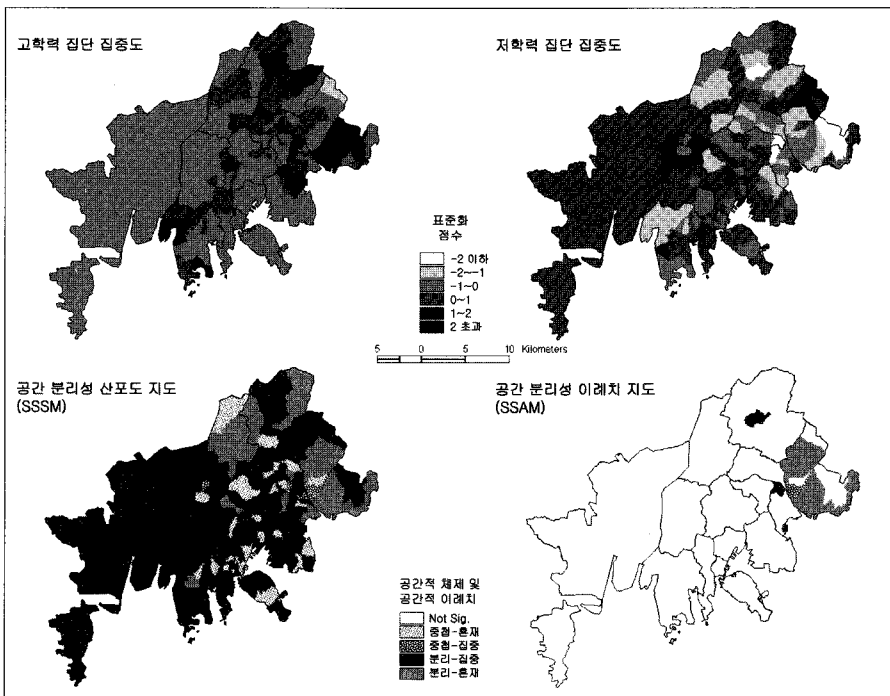 고학력 집단 집중도
저학력 집단 집중도
표준화
점수
-2 이하
-2~-1
-1~0
0~1
1~2
2 초과
5 0 5 10 Kilometers
공간 분리성 산포도 지도
(SSSM)
공간 분리성 이례치 지도
(SSAM)
공간적 체제 및
공간적 이례치
Not Sig.
중첩-혼재
중첩-집중
분리-집중
분리-혼재